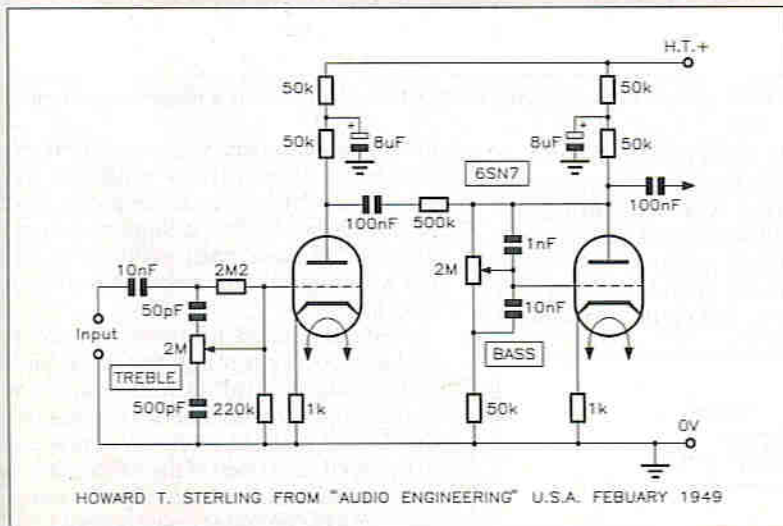 H.T.+
50k 50k
50k 8uF 8uF 50k
6SN7
100nF 500k 100nF
1nF
10nF 2M2 2M
50pF 10nF
Input
2M BASS
TREBLE
500pF 220k 1k 50k 1k
0V
HOWARD T. STERLING FROM "AUDIO ENGINEERING" U.S.A. FEBUARY 1949